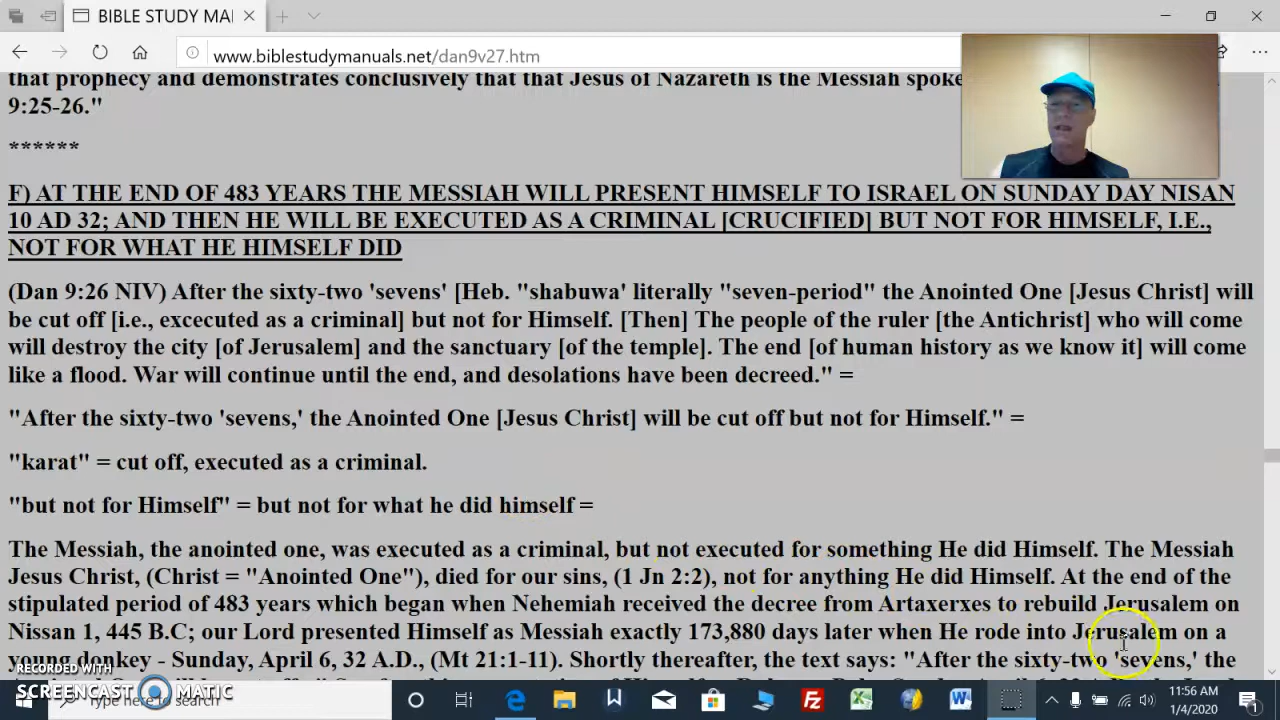 BIBLE STUDY MA
www.biblestudymanuals.net/dan9v27.htm
that prophecy and demonstrates conclusively that that Jesus of Nazareth is the Messiah spoke
9:25-26."
******
F) AT THE END OF 483 YEARS THE MESSIAH WILL PRESENT HIMSELF TO ISRAEL ON SUNDAY DAY NISAN
10 AD 32; AND THEN HE WILL BE EXECUTED AS A CRIMINAL [CRUCIFIED] BUT NOT FOR HIMSELF, I.E.,
NOT FOR WHAT HE HIMSELF DID
(Dan 9:26 NIV) After the sixty-two 'sevens' [Heb. "shabuwa' literally "seven-period" the Anointed One [Jesus Christ] will
be cut off [i.e., excecuted as a criminal] but not for Himself. [Then] The people of the ruler [the Antichrist] who will come
will destroy the city [of Jerusalem] and the sanctuary [of the temple]. The end [of human history as we know it] will come
like a flood. War will continue until the end, and desolations have been decreed." =
"After the sixty-two 'sevens,' the Anointed One [Jesus Christ] will be cut off but not for Himself." =
"karat" = cut off, executed as a criminal.
"but not for Himself" = but not for what he did himself =
The Messiah, the anointed one, was executed as a criminal, but not executed for something He did Himself. The Messiah
Jesus Christ, (Christ = "Anointed One"), died for our sins, (1 Jn 2:2), not for anything He did Himself. At the end of the
stipulated period of 483 years which began when Nehemiah received the decree from Artaxerxes to rebuild Jerusalem on
Nissan 1, 445 B.C; our Lord presented Himself as Messiah exactly 173,880 days later when He rode into Jerusalem on a
donkey - Sunday, April 6, 32 A.D., (Mt 21:1-11). Shortly thereafter, the text says: "After the sixty-two 'sevens,' the
RECORDED WITH
SCREENCAST MATIC
Type here to search
11:56 AM
1/4/2020